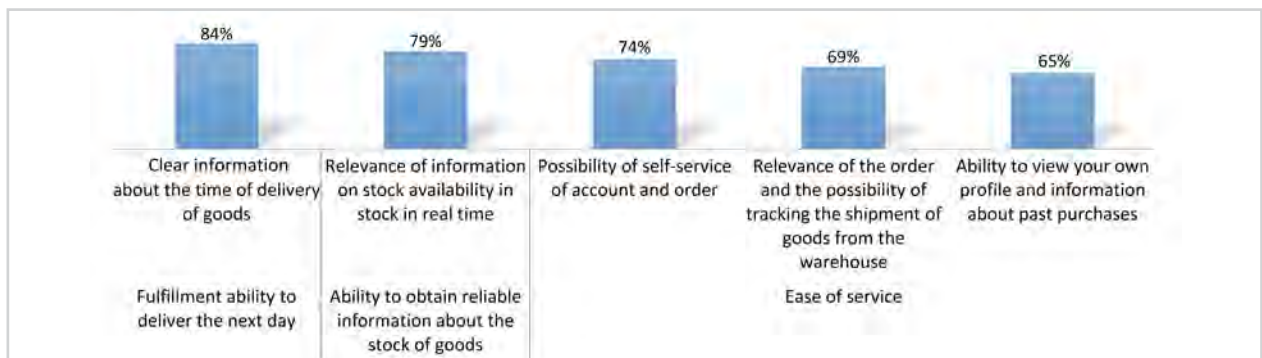 84%
79%
74%
69%
65%
Clear information
about the time of delivery
of goods
Relevance of information
on stock availability in
stock in real time
Possibility of self-service
of account and order
Relevance of the order
and the possibility of
tracking the shipment of
goods from the
warehouse
Ability to view your own
profile and information
about past purchases
Fulfillment ability to
deliver the next day
Ability to obtain reliable
information about the
stock of goods
Ease of service